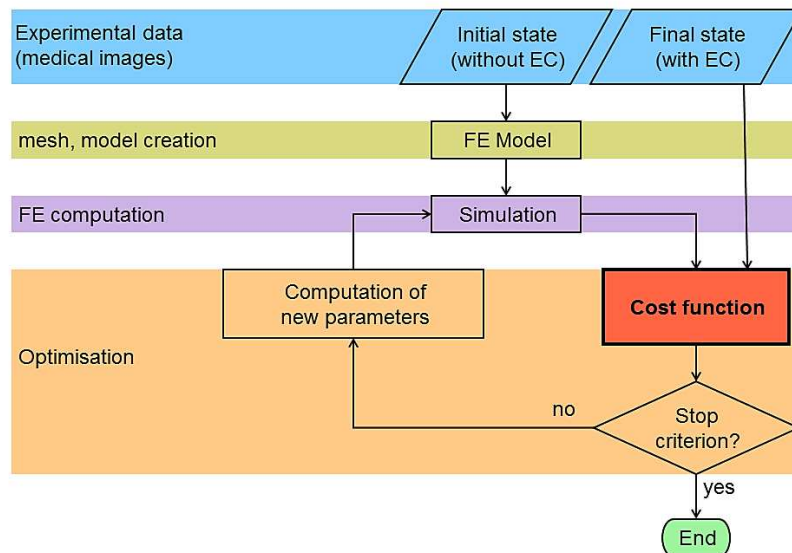 Experimental data
(medical images)
Initial state
(without EC)
Final state
(with EC)
mesh, model creation
FE Model
FE computation
Simulation
Computation of
new parameters
Cost function
Optimisation
no
Stop
criterion?
yes
End